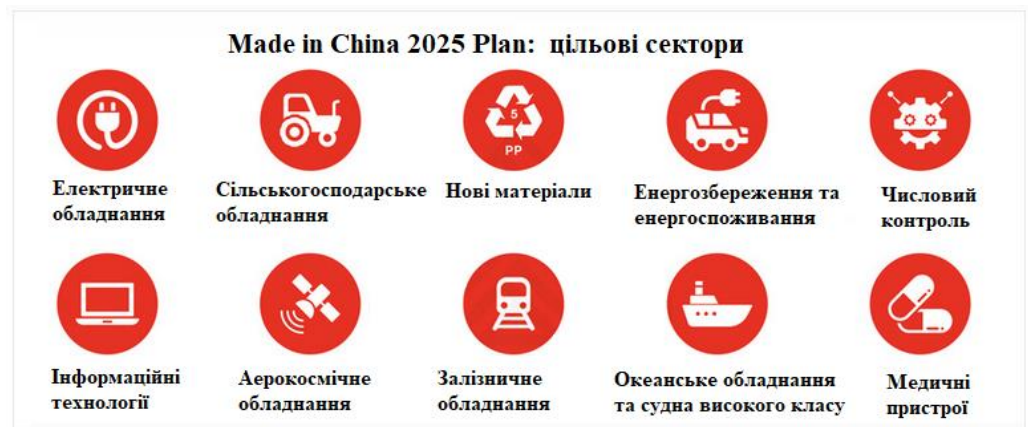 Made in China 2025 Plan: цільові сектори
Електричне
обладнання
Сільськогосподарське
обладнання
Нові матеріали
5
PP
Енергозбереження та
енергоспоживання
Числовий
контроль
Інформаційні
технології
Аерокосмічне
обладнання
Залізничне
обладнання
Океанське обладнання
та судна високого класу
Медичні
пристрої